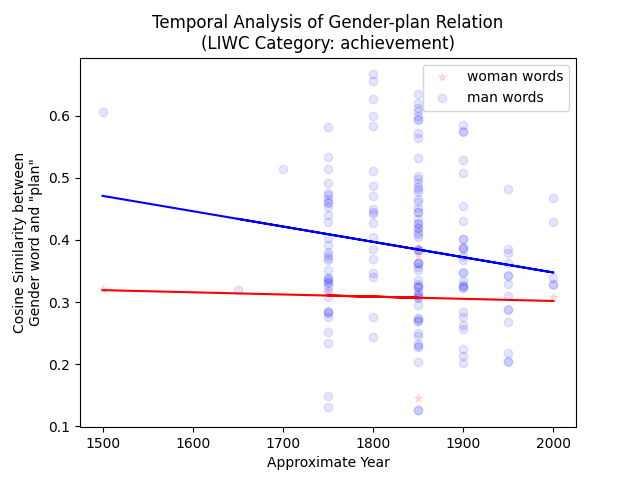 Temporal Analysis of Gender-plan Relation
(LIWC Category: achievement)
woman words
man words
Cosine Similarity between
Gender word and "plan"
0.6
0.5
0.4
0.3
0.2
0.1
1500
1600
1700
1800
1900
2000
Approximate Year